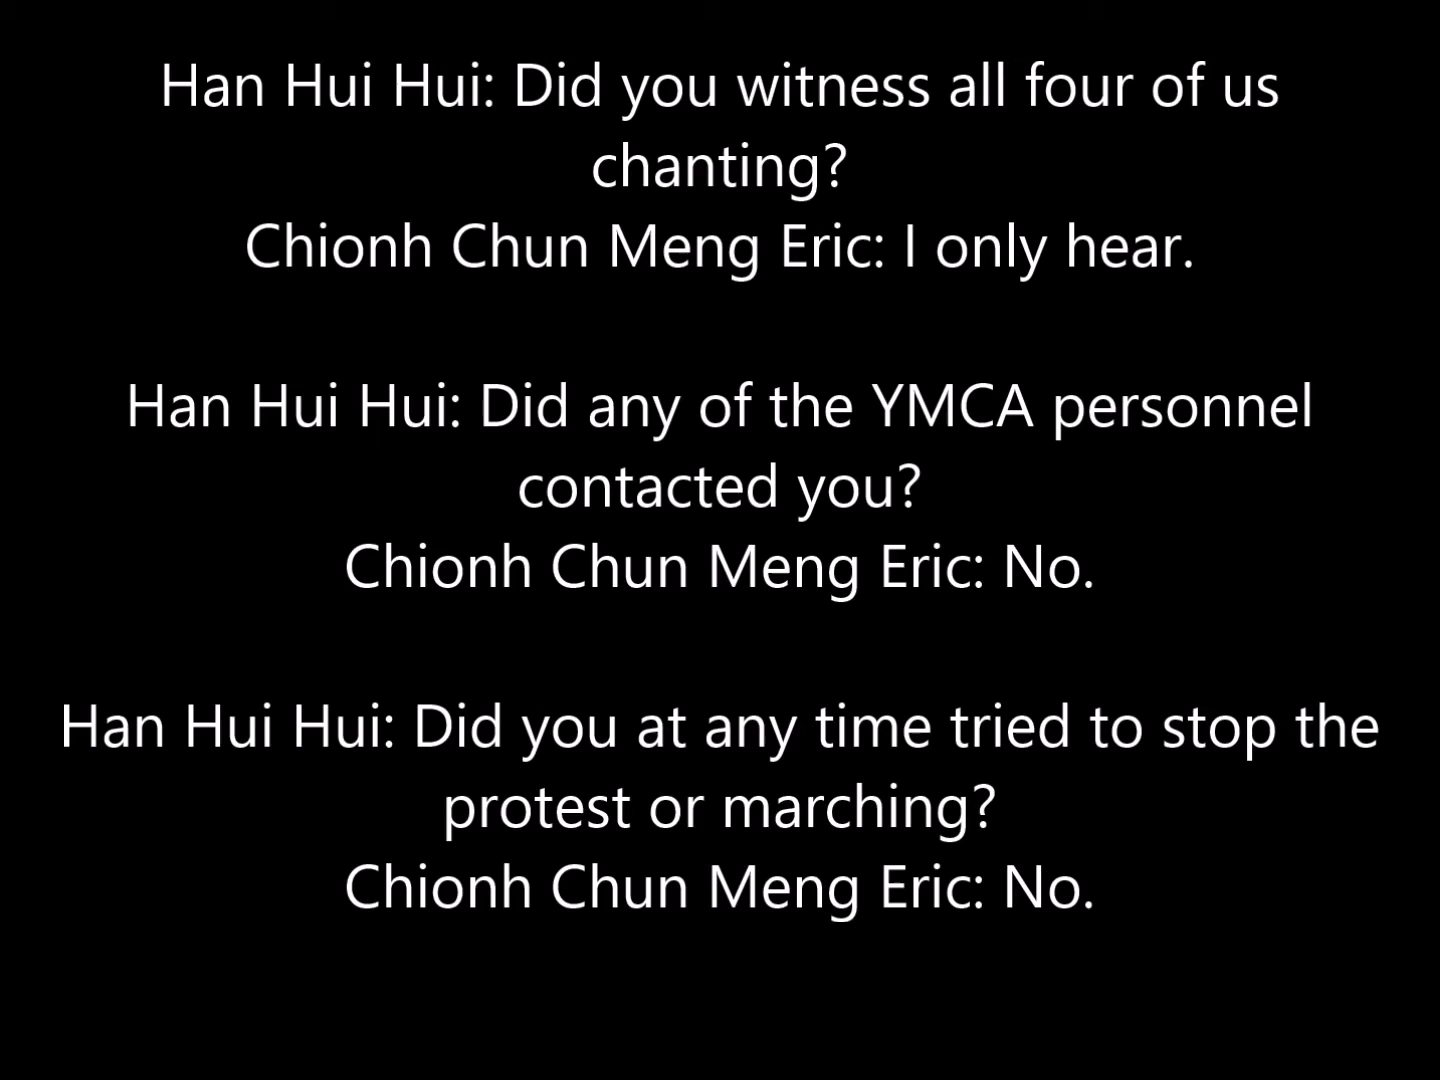 Han Hui Hui: Did you witness all four of us
chanting?
Chionh Chun Meng Eric: I only hear.
Han Hui Hui: Did any of the YMCA personnel
contacted you?
Chionh Chun Meng Eric: No.
Han Hui Hui: Did you at any time tried to stop the
protest or marching?
Chionh Chun Meng Eric: No.